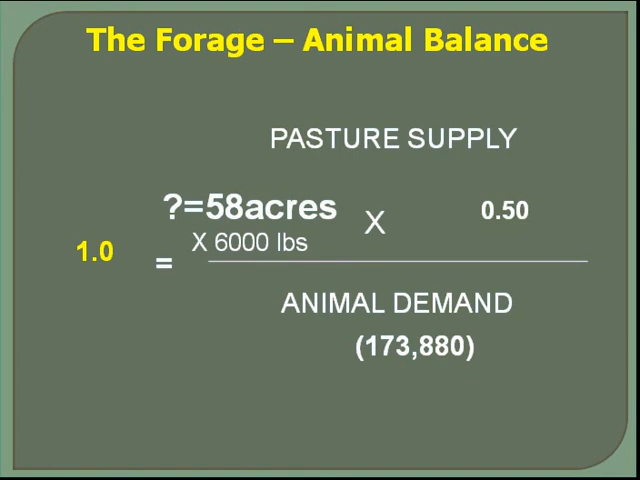 The Forage – Animal Balance
PASTURE SUPPLY
?=58acres
X 6000 lbs
X
0.50
1.0
=
ANIMAL DEMAND
(173,880)